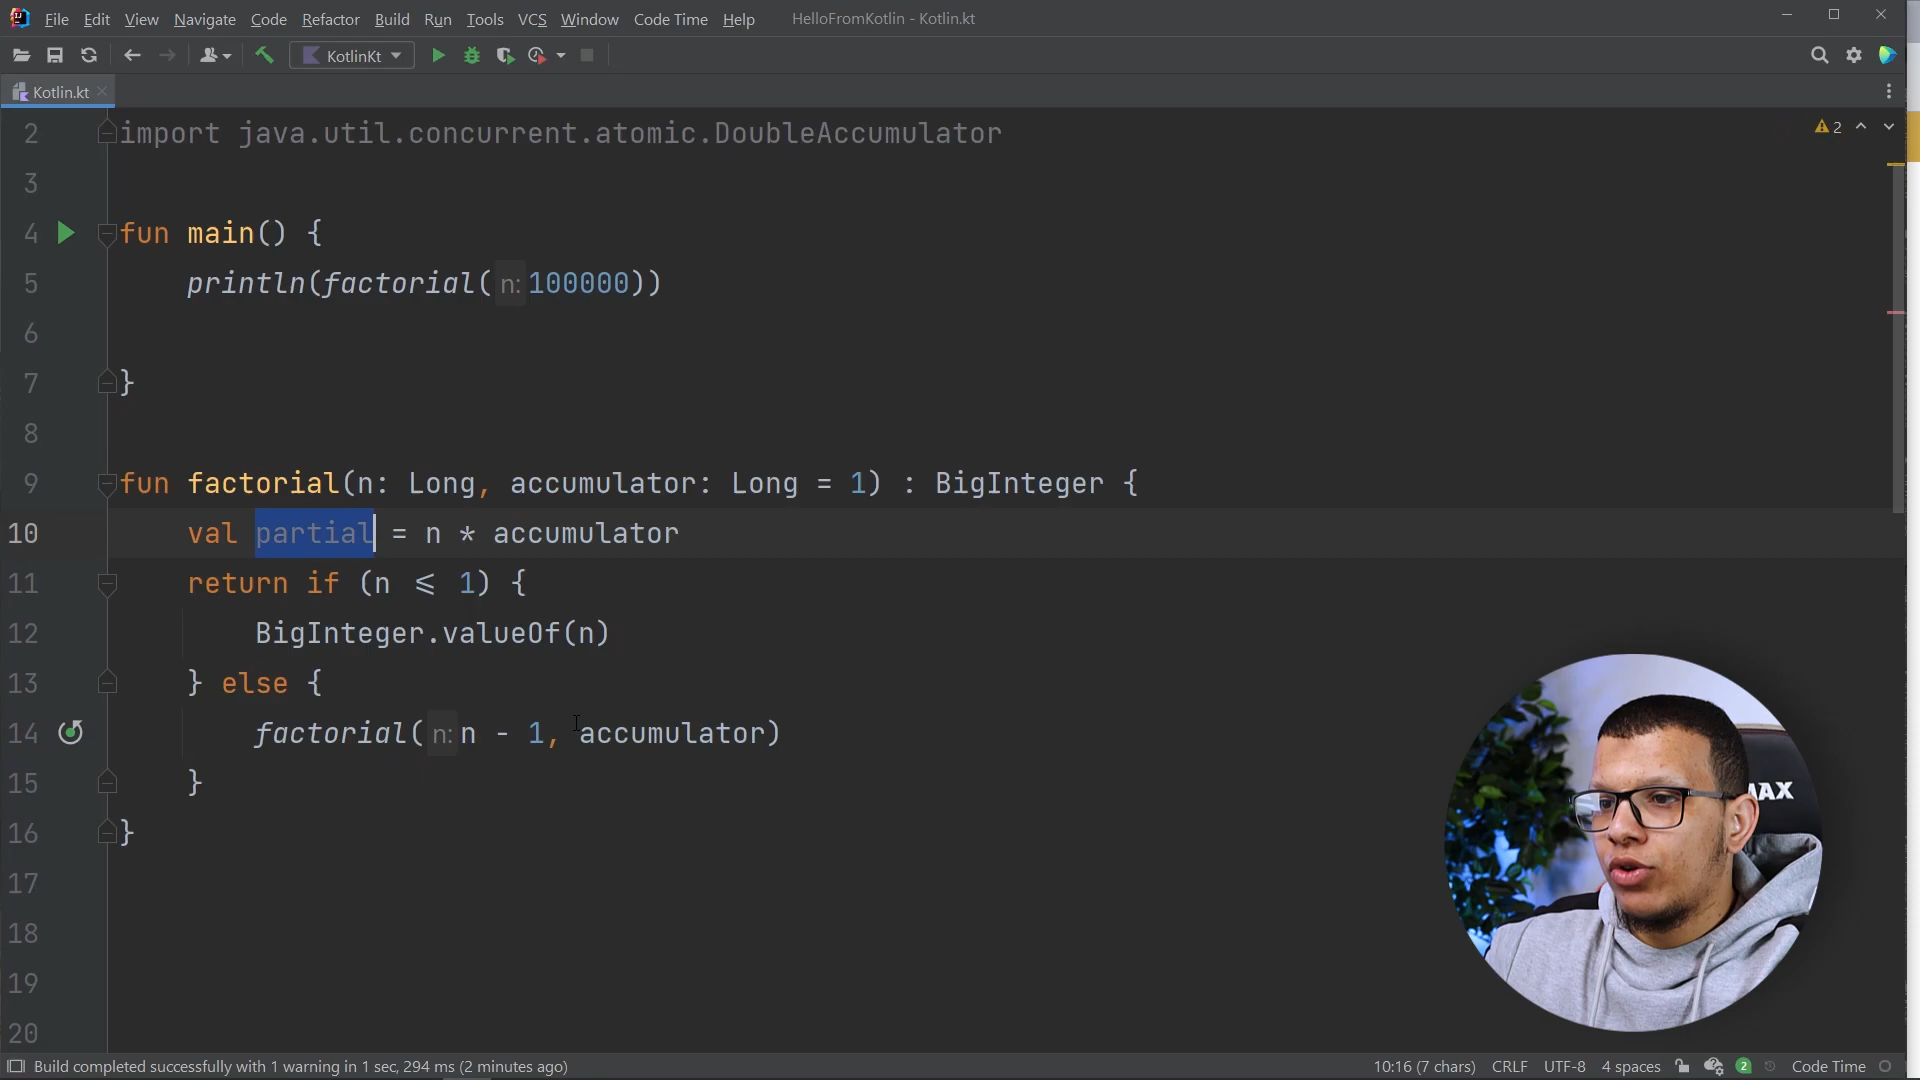 File Edit View Navigate Code Refactor Build Run Tools VCS Window Code Time Help HelloFromKotlin - Kotlin.kt
KotlinKt
Kotlin.kt
2 import java.util.concurrent.atomic.DoubleAccumulator
2
3
4 fun main() {
5 println(factorial( n: 100000))
6
7 }
8
9 fun factorial(n: Long, accumulator: Long = 1) : BigInteger {
10 val partial = n * accumulator
11 return if (n <= 1) {
12 BigInteger.valueOf(n)
13 } else {
14 factorial( n: n - 1, accumulator)
15 }
16 }
17
18
19
20
MAX
Build completed successfully with 1 warning in 1 sec, 294 ms (2 minutes ago) 10:16 (7 chars) CRLF UTF-8 4 spaces 2 Code Time